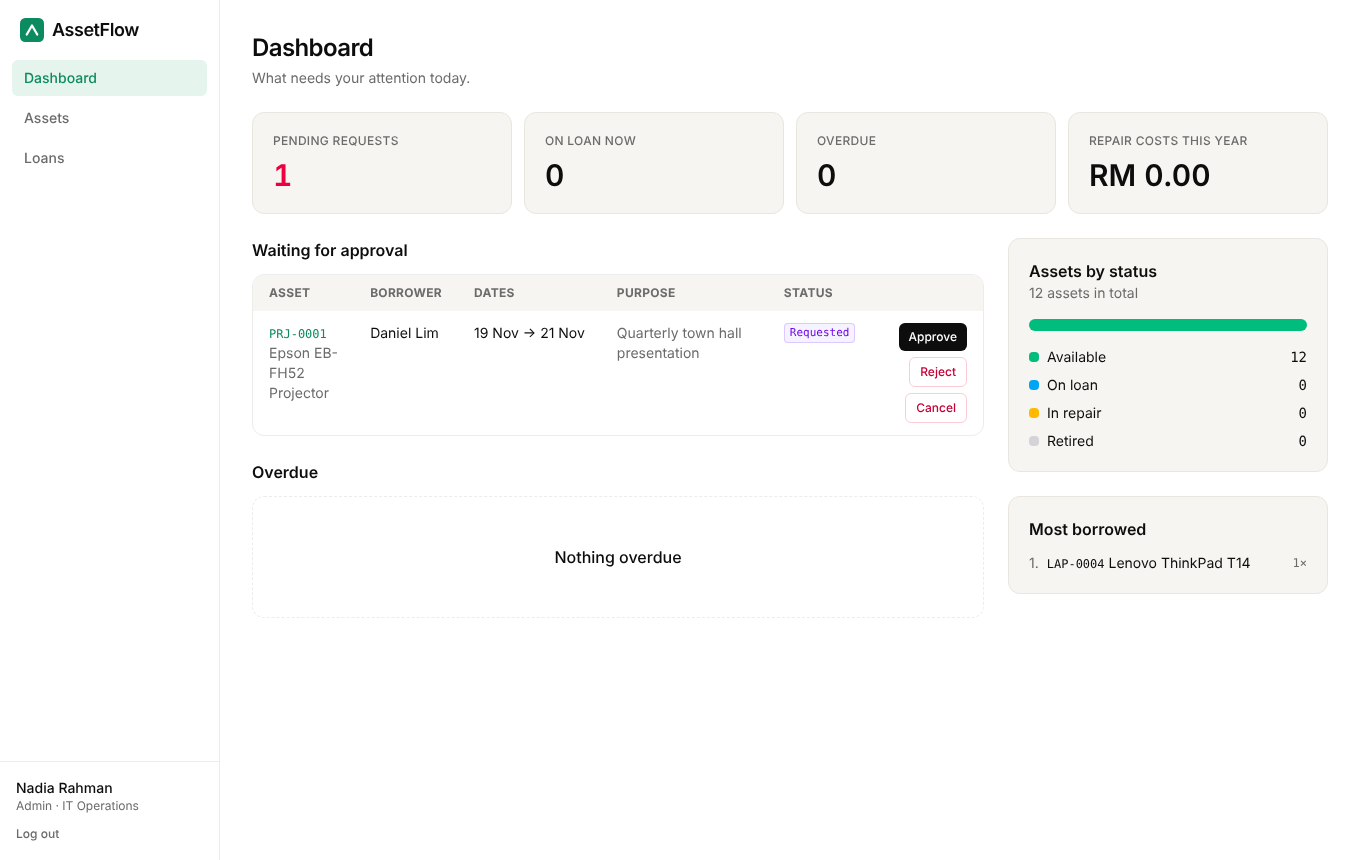 AssetFlow
Dashboard
Assets
Loans
Nadia Rahman
Admin · IT Operations
Log out
Dashboard
What needs your attention today.
PENDING REQUESTS
1
ON LOAN NOW
0
OVERDUE
0
REPAIR COSTS THIS YEAR
RM 0.00
Waiting for approval
ASSET BORROWER DATES PURPOSE STATUS
PRJ-0001 Daniel Lim 19 Nov → 21 Nov Quarterly town hall Requested Approve
Epson EB- presentation
FH52 Reject
Projector
Cancel
Overdue
Nothing overdue
Assets by status
12 assets in total
Available 12
On loan 0
In repair 0
Retired 0
Most borrowed
1. LAP-0004 Lenovo ThinkPad T14 1×